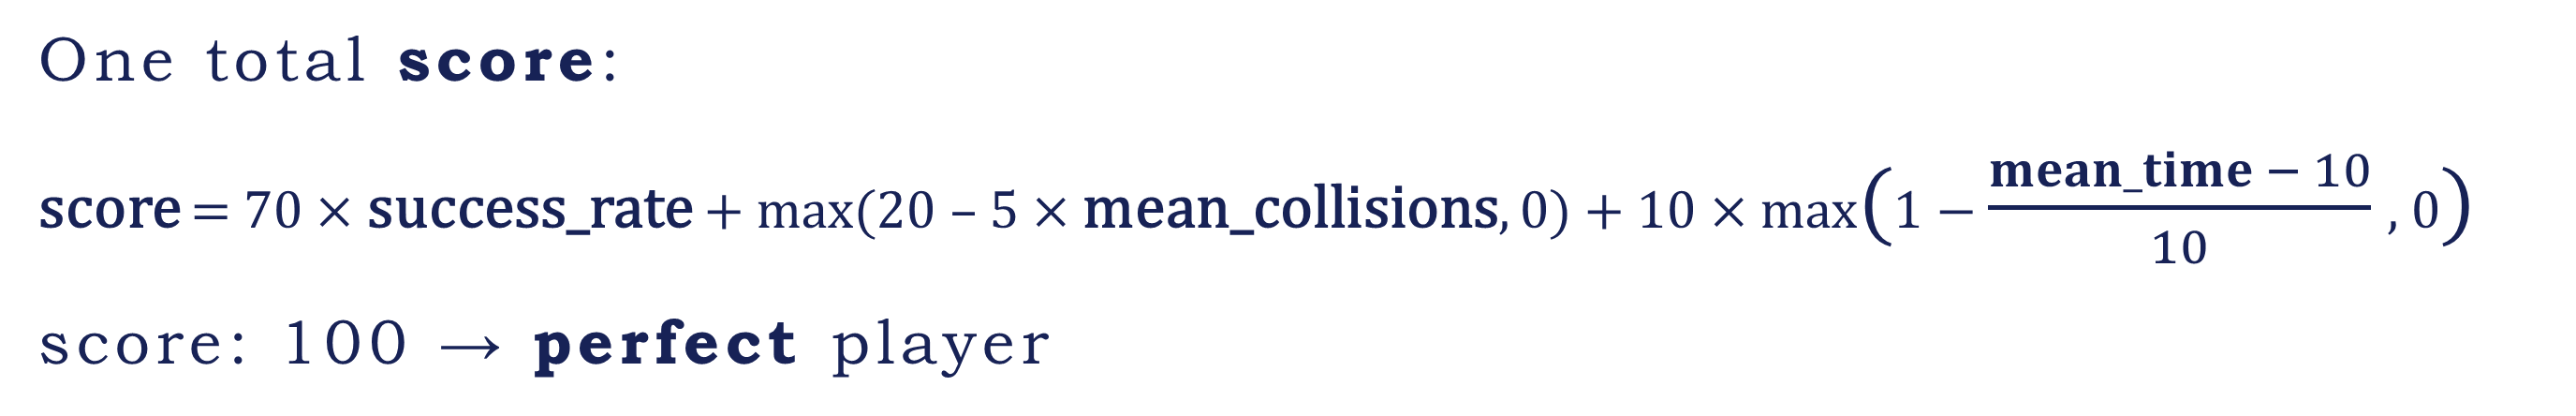 One total score:
score = 70 × success_rate + max(20 – 5 × mean_collisions, 0) + 10 × max(1 − (mean_time − 10)/10, 0)
score: 100 → perfect player